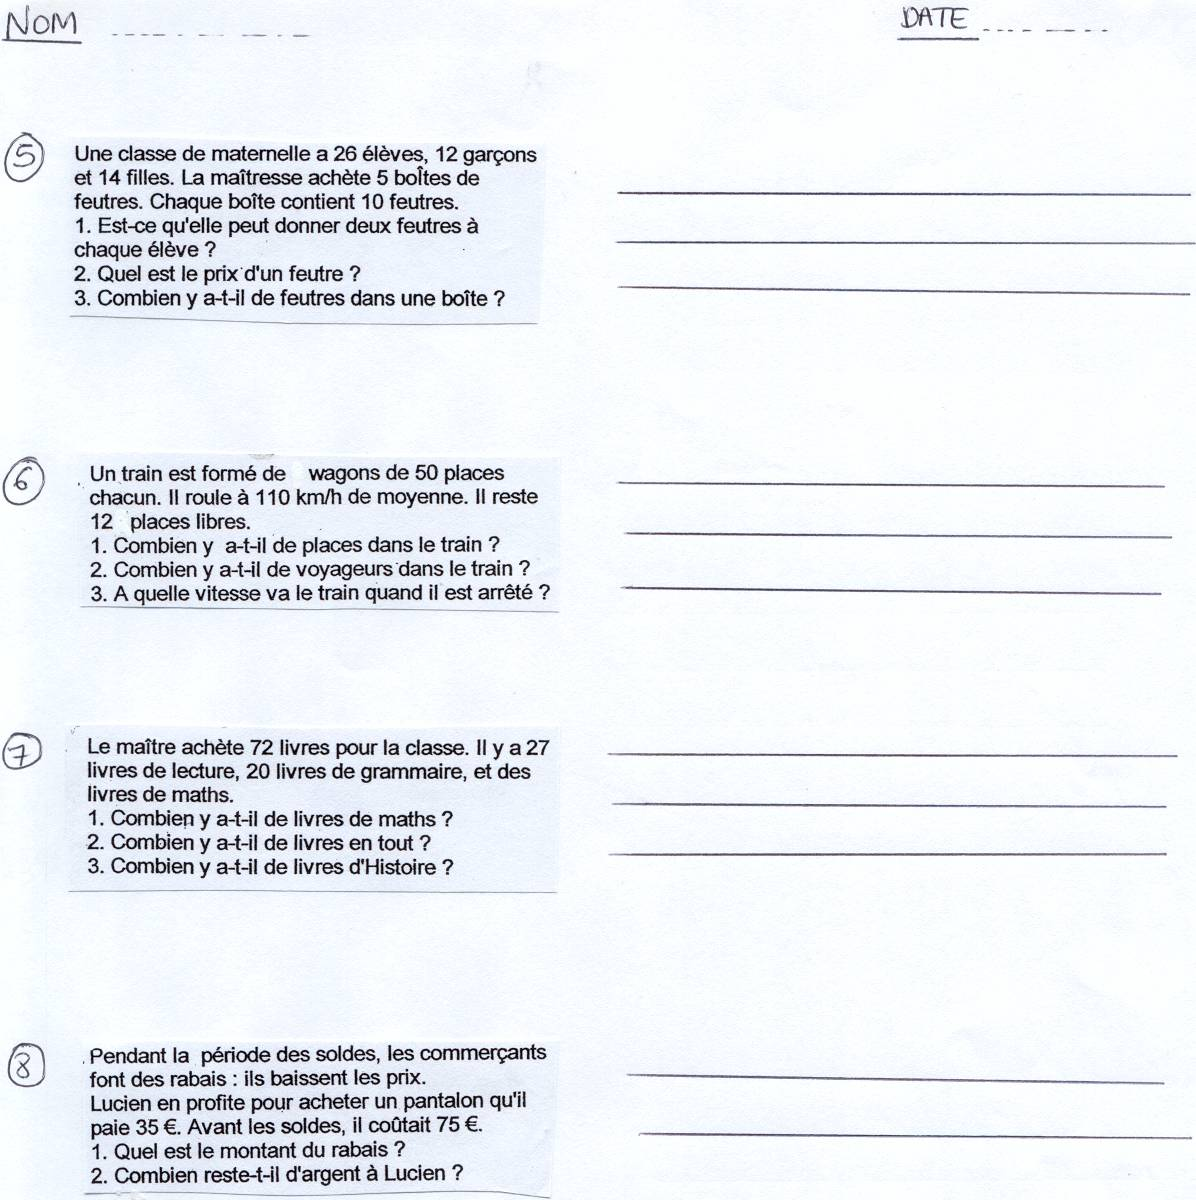 NOM
DATE
5
Une classe de maternelle a 26 élèves, 12 garçons
et 14 filles. La maîtresse achète 5 boîtes de
feutres. Chaque boîte contient 10 feutres.
1. Est-ce qu'elle peut donner deux feutres à
chaque élève ?
2. Quel est le prix d'un feutre ?
3. Combien y a-t-il de feutres dans une boîte ?
6
Un train est formé de wagons de 50 places
chacun. Il roule à 110 km/h de moyenne. Il reste
12 places libres.
1. Combien y a-t-il de places dans le train ?
2. Combien y a-t-il de voyageurs dans le train ?
3. A quelle vitesse va le train quand il est arrêté ?
7
Le maître achète 72 livres pour la classe. Il y a 27
livres de lecture, 20 livres de grammaire, et des
livres de maths.
1. Combien y a-t-il de livres de maths ?
2. Combien y a-t-il de livres en tout ?
3. Combien y a-t-il de livres d'Histoire ?
8
Pendant la période des soldes, les commerçants
font des rabais : ils baissent les prix.
Lucien en profite pour acheter un pantalon qu'il
paie 35 €. Avant les soldes, il coûtait 75 €.
1. Quel est le montant du rabais ?
2. Combien reste-t-il d'argent à Lucien ?